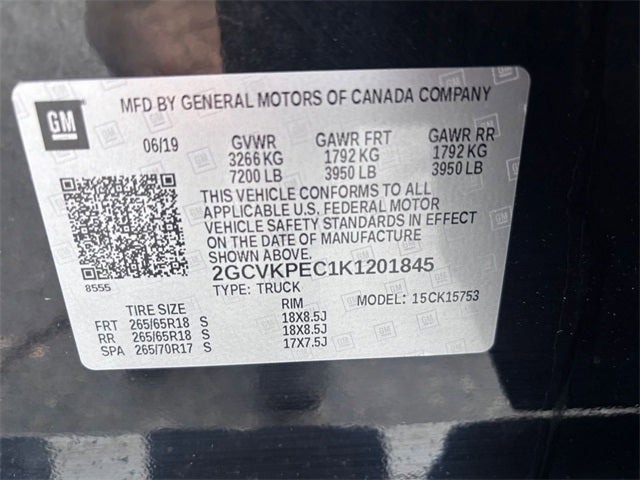 GM
MFD BY GENERAL MOTORS OF CANADA COMPANY
06/19 GVWR GAWR FRT GAWR RR
3266 KG 1792 KG 1792 KG
7200 LB 3950 LB 3950 LB
THIS VEHICLE CONFORMS TO ALL
APPLICABLE U.S. FEDERAL MOTOR
VEHICLE SAFETY STANDARDS IN EFFECT
ON THE DATE OF MANUFACTURE
SHOWN ABOVE.
8555 2GCVKPEC1K1201845
TYPE: TRUCK MODEL: 15CK15753
TIRE SIZE RIM
FRT 265/65R18 S 18X8.5J
RR 265/65R18 S 18X8.5J
SPA 265/70R17 S 17X7.5J